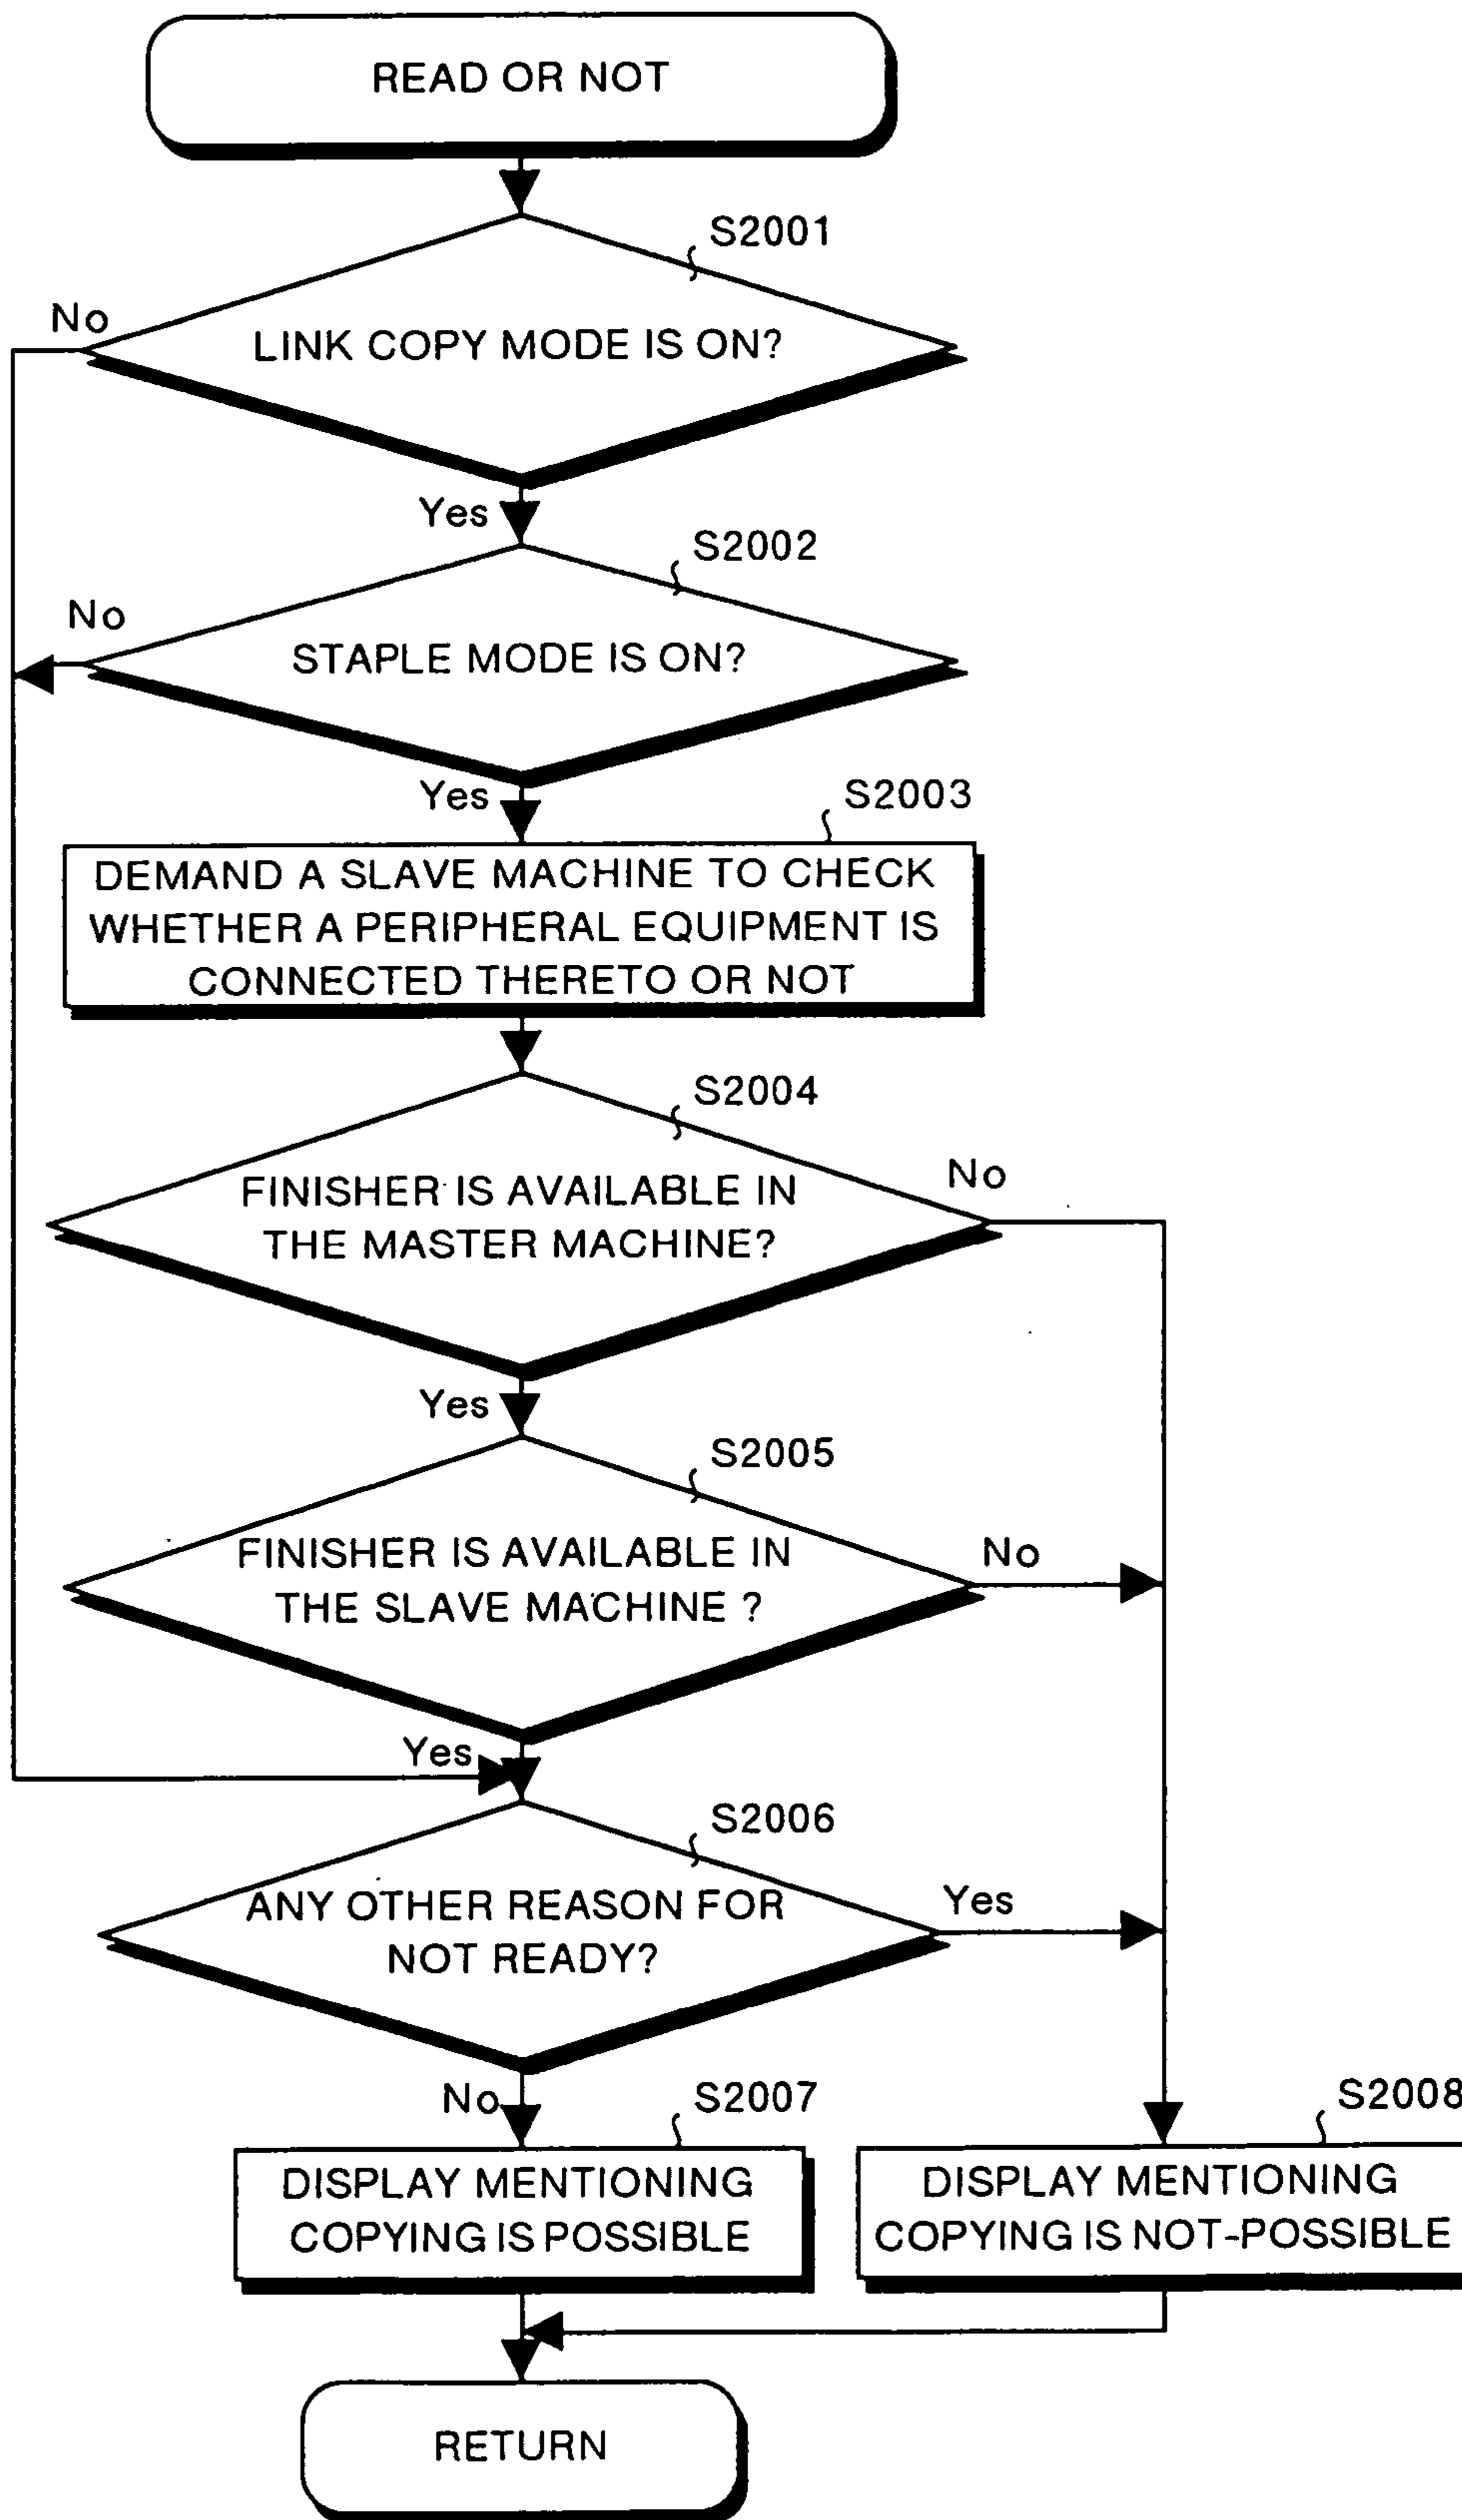 READ OR NOT
S2001
No
LINK COPY MODE IS ON?
Yes
S2002
No
STAPLE MODE IS ON?
Yes
S2003
DEMAND A SLAVE MACHINE TO CHECK
WHETHER A PERIPHERAL EQUIPMENT IS
CONNECTED THERETO OR NOT
S2004
No
FINISHER IS AVAILABLE IN
THE MASTER MACHINE?
Yes
S2005
No
FINISHER IS AVAILABLE IN
THE SLAVE MACHINE ?
Yes
S2006
Yes
ANY OTHER REASON FOR
NOT READY?
No
S2007
S2008
DISPLAY MENTIONING
COPYING IS POSSIBLE
DISPLAY MENTIONING
COPYING IS NOT-POSSIBLE
RETURN